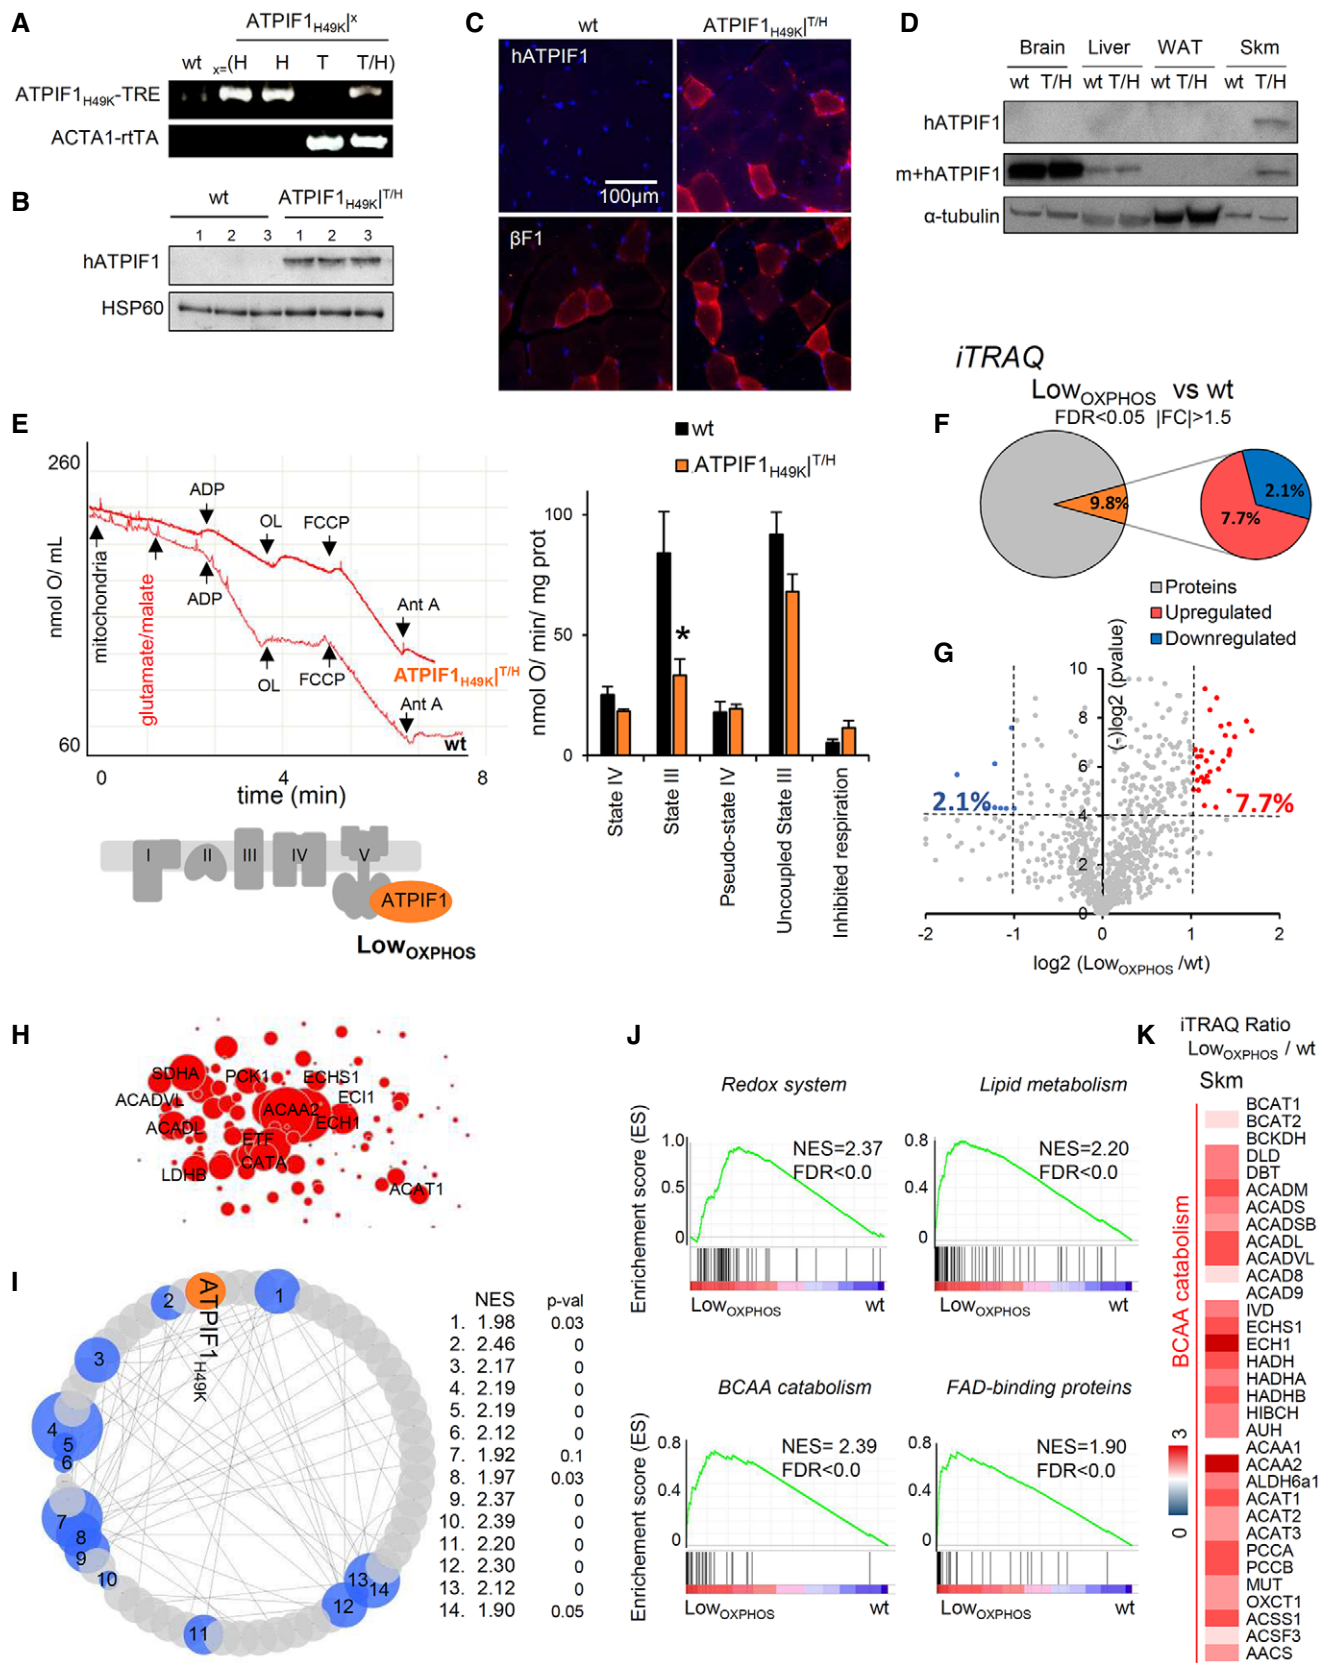 A
ATPIF1H49K|x
wt x=(H H T T/H)
ATPIF1H49K-TRE
ACTA1-rtTA
B
wt ATPIF1H49K|T/H
1 2 3 1 2 3
hATPIF1
HSP60
C
wt ATPIF1H49K|T/H
hATPIF1
100µm
βF1
D
Brain Liver WAT Skm
wt T/H wt T/H wt T/H wt T/H
hATPIF1
m+hATPIF1
α-tubulin
E
260
nmol O/ mL
60
mitochondria
glutamate/malate
ADP
OL
FCCP
Ant A
ATPIF1H49K|T/H
ADP
OL
FCCP
Ant A
wt
0 4 8
time (min)
I II III IV V
ATPIF1
LowOXPHOS
wt
ATPIF1H49K|T/H
nmol O/ min/ mg prot
100
50
0
*
State IV
State III
Pseudo-state IV
Uncoupled State III
Inhibited respiration
iTRAQ
LowOXPHOS vs wt
FDR<0.05 |FC|>1.5
F
9.8%
2.1%
7.7%
Proteins
Upregulated
Downregulated
G
(-)log2 (pvalue)
10
8
6
4
2
0
2.1%
7.7%
-2 -1 0 1 2
log2 (LowOXPHOS /wt)
H
SDHA
PCK1
ECHS1
ACADVL
ECI1
ACAA2
ECH1
ACADL
ETF
CATA
LDHB
ACAT1
I
ATPIF1H49K
1
2
3
4
5
6
7
8
9
10
11
12
13
14
NES p-val
1. 1.98 0.03
2. 2.46 0
3. 2.17 0
4. 2.19 0
5. 2.19 0
6. 2.12 0
7. 1.92 0.1
8. 1.97 0.03
9. 2.37 0
10. 2.39 0
11. 2.20 0
12. 2.30 0
13. 2.12 0
14. 1.90 0.05
J
Redox system
Enrichement score (ES)
1.0
0.5
0
NES=2.37
FDR<0.0
LowOXPHOS wt
Lipid metabolism
0.8
0.4
0
NES=2.20
FDR<0.0
LowOXPHOS wt
BCAA catabolism
Enrichement score (ES)
0.8
0.4
0
NES= 2.39
FDR<0.0
LowOXPHOS wt
FAD-binding proteins
0.8
0.4
0
NES=1.90
FDR<0.0
LowOXPHOS wt
K
iTRAQ Ratio
LowOXPHOS / wt
Skm
BCAA catabolism
3
0
BCAT1
BCAT2
BCKDH
DLD
DBT
ACADM
ACADS
ACADSB
ACADL
ACADVL
ACAD8
ACAD9
IVD
ECHS1
ECH1
HADH
HADHA
HADHB
HIBCH
AUH
ACAA1
ACAA2
ALDH6a1
ACAT1
ACAT2
ACAT3
PCCA
PCCB
MUT
OXCT1
ACSS1
ACSF3
AACS